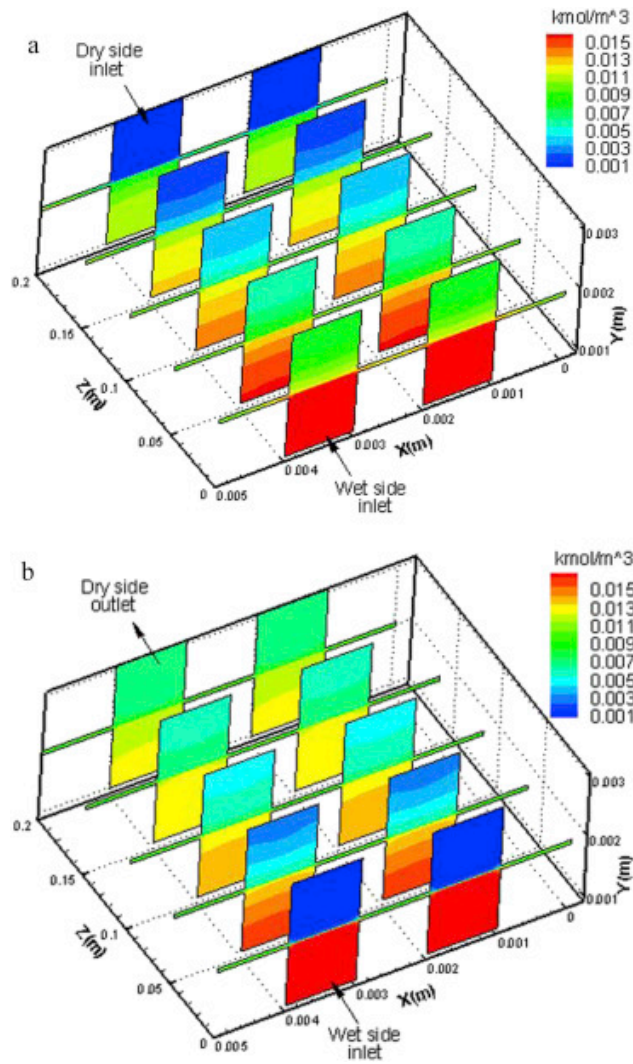 a
kmol/m^3
0.015
0.013
0.011
0.009
0.007
0.005
0.003
0.001
Dry side
inlet
0.003
0.002
0.001
Y(m)
0.2
0.15
0.1
0.05
0
Z(m)
0.005
0.004
0.003
0.002
0.001
0
X(m)
Wet side
inlet
b
kmol/m^3
0.015
0.013
0.011
0.009
0.007
0.005
0.003
0.001
Dry side
outlet
0.003
0.002
0.001
Y(m)
0.2
0.15
0.1
0.05
0
Z(m)
0.005
0.004
0.003
0.002
0.001
0
X(m)
Wet side
inlet